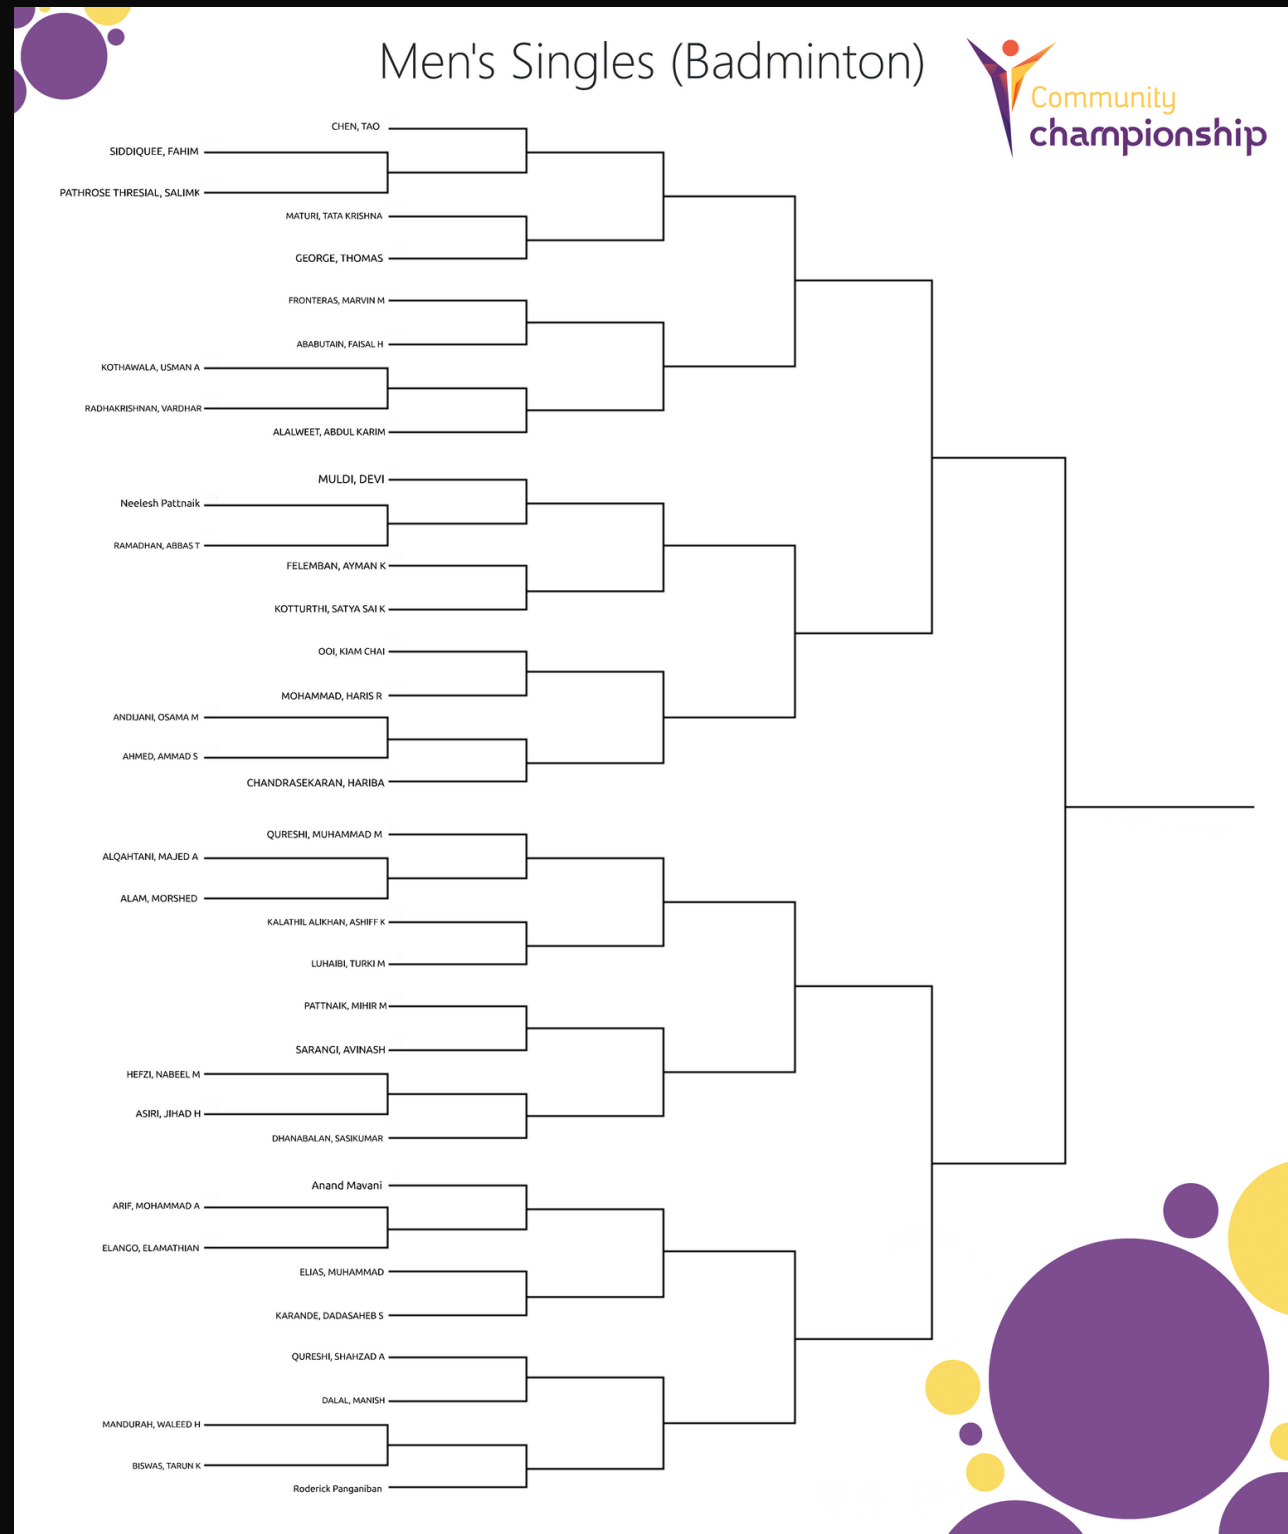 Men's Singles (Badminton)
Community
championship
CHEN, TAO
SIDDIQUEE, FAHIM
PATHROSE THRESIAL, SALIMK
MATURI, TATA KRISHNA
GEORGE, THOMAS
FRONTERAS, MARVIN M
ABABUTAIN, FAISAL H
KOTHAWALA, USMAN A
RADHAKRISHNAN, VARDHAR
ALALWEET, ABDUL KARIM
MULDI, DEVI
Neelesh Pattnaik
RAMADHAN, ABBAS T
FELEMBAN, AYMAN K
KOTTURTHI, SATYA SAI K
OOI, KIAM CHAI
MOHAMMAD, HARIS R
ANDIJANI, OSAMA M
AHMED, AMMAD S
CHANDRASEKARAN, HARIBA
QURESHI, MUHAMMAD M
ALQAHTANI, MAJED A
ALAM, MORSHED
KALATHIL ALIKHAN, ASHIFF K
LUHAIBI, TURKI M
PATTNAIK, MIHIR M
SARANGI, AVINASH
HEFZI, NABEEL M
ASIRI, JIHAD H
DHANABALAN, SASIKUMAR
Anand Mavani
ARIF, MOHAMMAD A
ELANGO, ELAMATHIAN
ELIAS, MUHAMMAD
KARANDE, DADASAHEB S
QURESHI, SHAHZAD A
DALAL, MANISH
MANDURAH, WALEED H
BISWAS, TARUN K
Roderick Panganiban